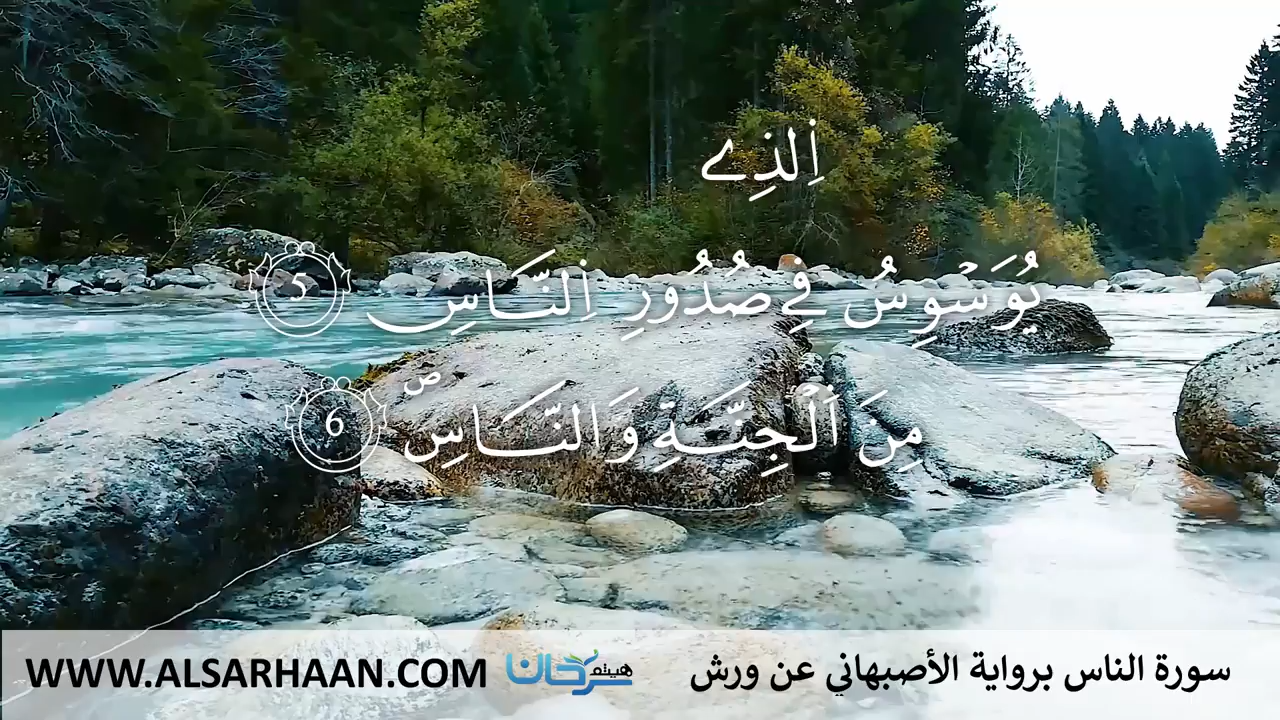 اِ۬لذِے
يُوَسْوِسُ فِے صُدُورِ اِ۬لنَّاسِ 5
مِنَ اَ۬لْجِنَّةِ وَالنَّاسِۖ 6
WWW.ALSARHAAN.COM هيثم سرحان سورة الناس برواية الأصبهاني عن ورش